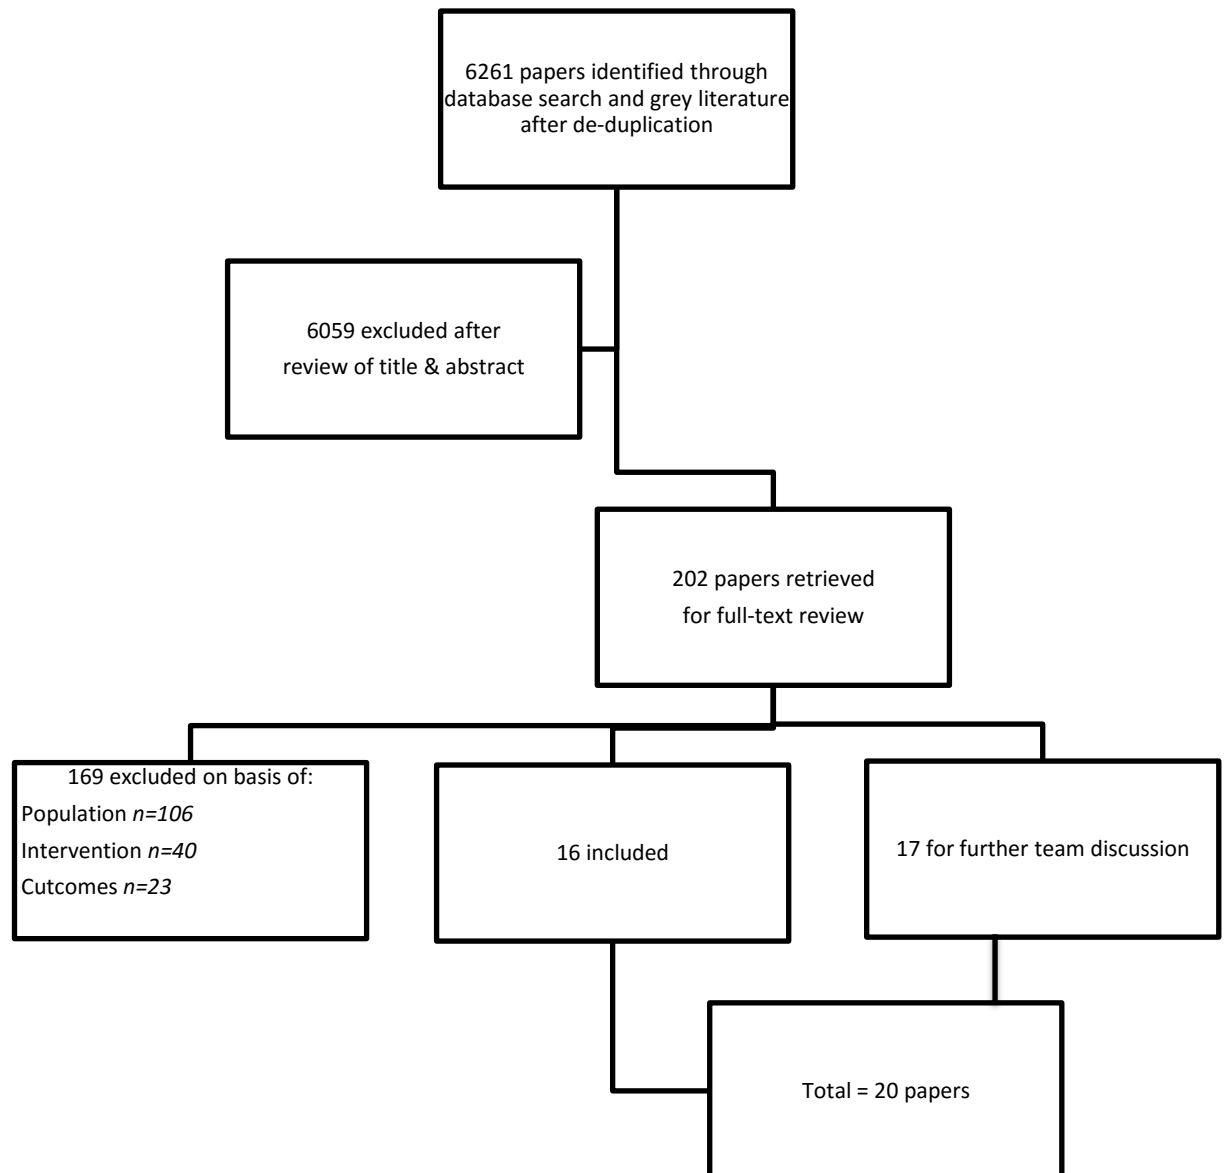 6261 papers identified through
database search and grey literature
after de-duplication
6059 excluded after
review of title & abstract
202 papers retrieved
for full-text review
169 excluded on basis of:
Population n=106
Intervention n=40
Cutcomes n=23
16 included
17 for further team discussion
Total = 20 papers